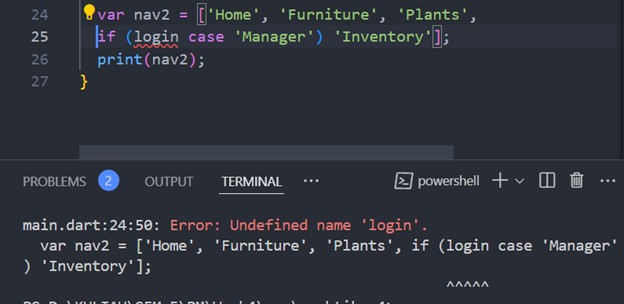 24 var nav2 = ['Home', 'Furniture', 'Plants',
25 if (login case 'Manager') 'Inventory'];
26 print(nav2);
27 }
PROBLEMS 2 OUTPUT TERMINAL ··· powershell
main.dart:24:50: Error: Undefined name 'login'.
var nav2 = ['Home', 'Furniture', 'Plants', if (login case 'Manager'
) 'Inventory'];
^^^^^